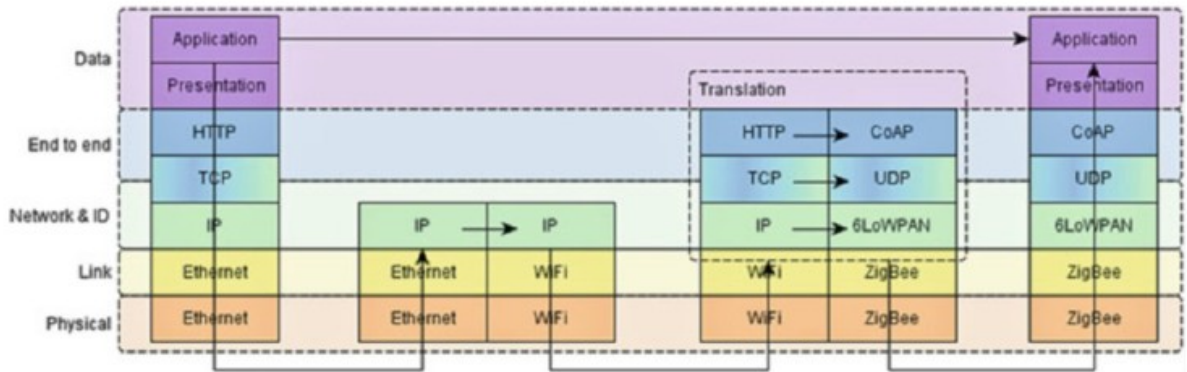 Data
Application
Application
Presentation
Translation
Presentation
End to end
HTTP
HTTP
CoAP
CoAP
TCP
TCP
UDP
UDP
Network & ID
IP
IP
IP
IP
6LoWPAN
6LoWPAN
Link
Ethernet
Ethernet
WiFi
WiFi
ZigBee
ZigBee
Physical
Ethernet
Ethernet
WiFi
WiFi
ZigBee
ZigBee